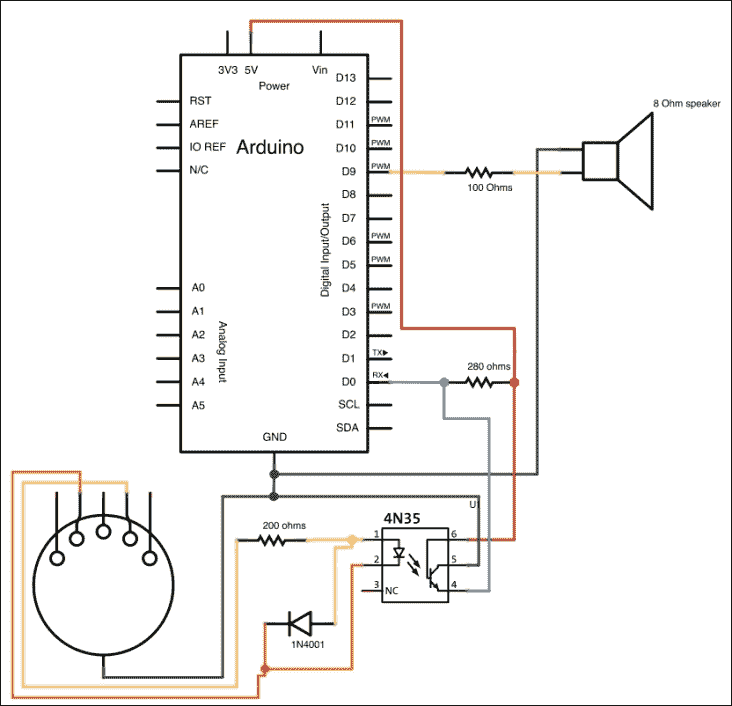 8 Ohm speaker
3V3 5V Vin
Power
Arduino
RST
AREF
IO REF
N/C
A0
A1
A2
A3
A4
A5
Analog Input
D13
D12
D11 PWM
D10 PWM
D9 PWM
D8
D7
D6 PWM
D5 PWM
D4
D3 PWM
D2
D1 TX▶
D0 RX◀
SCL
SDA
Digital Input/Output
GND
100 Ohms
280 ohms
U1
4N35
200 ohms
1 6
2 5
3 NC 4
1N4001